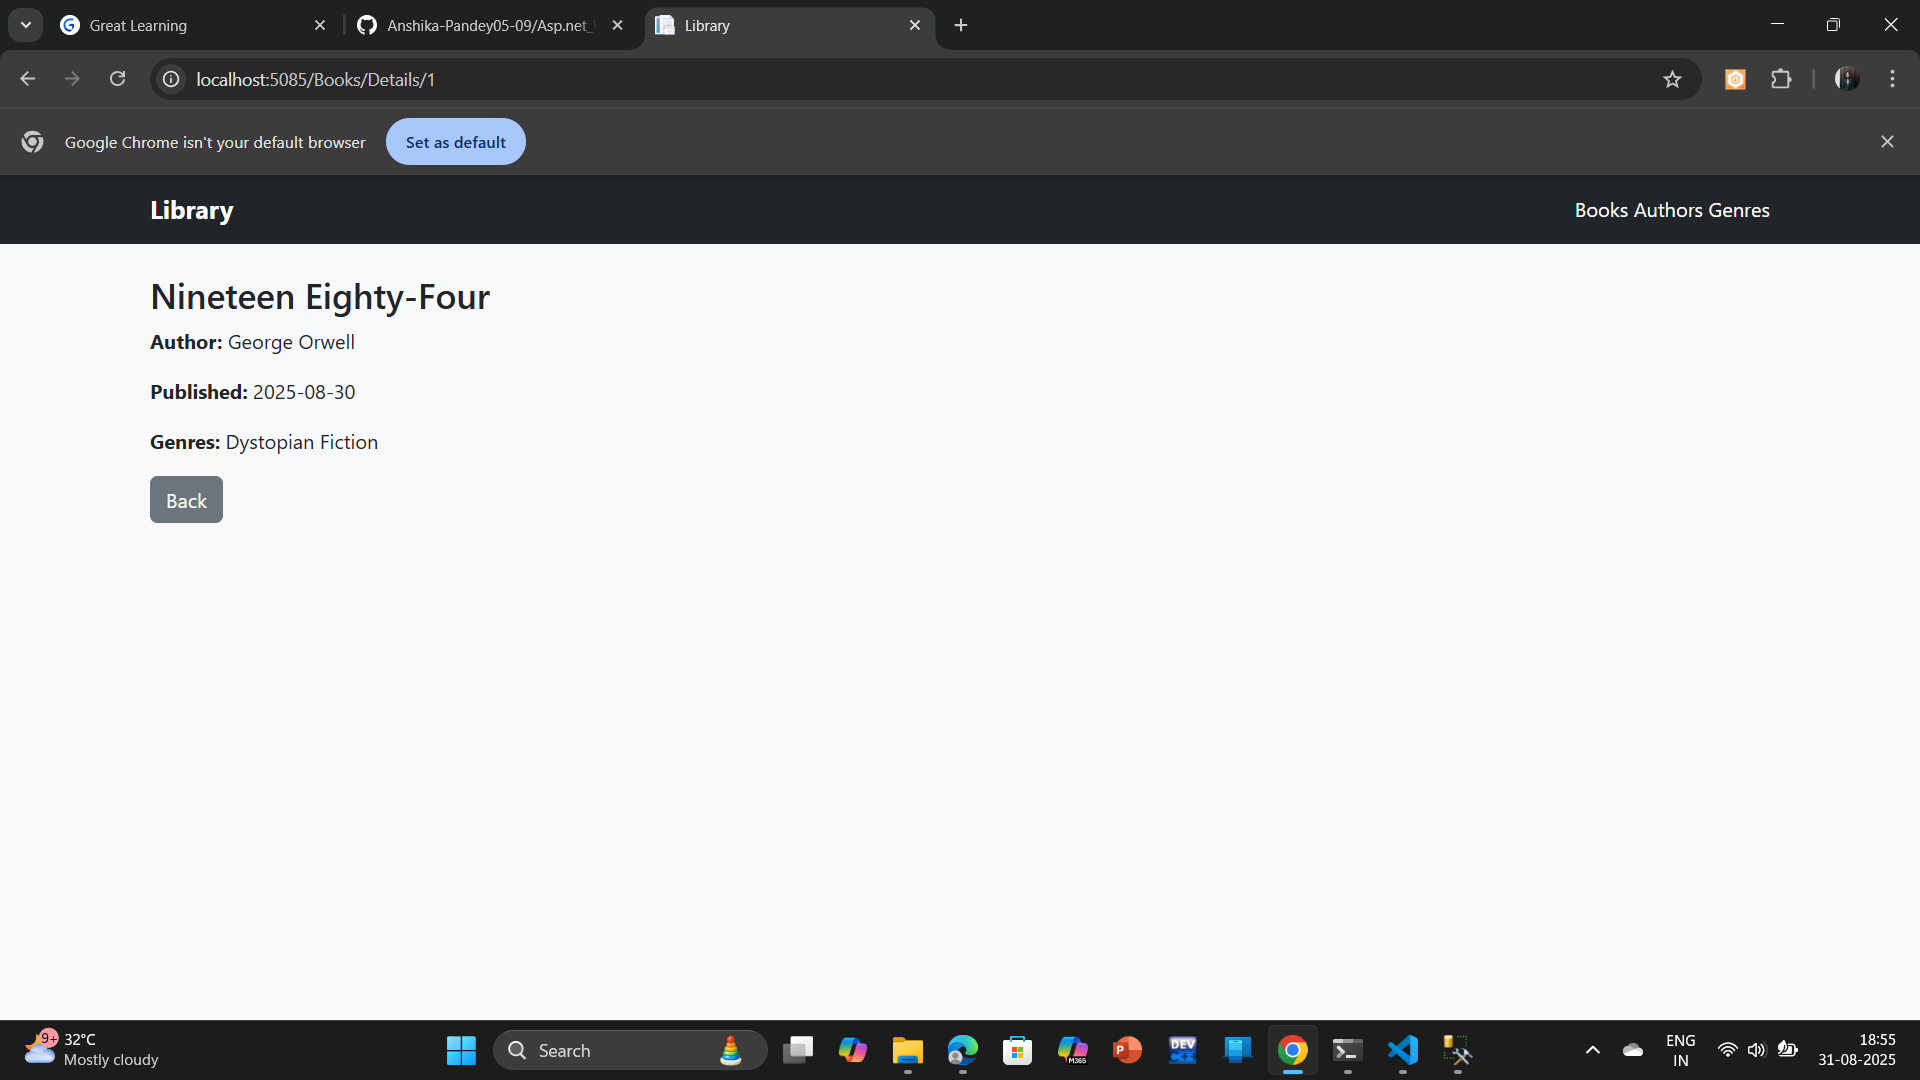 Great Learning
Anshika-Pandey05-09/Asp.net_
Library
localhost:5085/Books/Details/1
Google Chrome isn't your default browser
Set as default
Library
Books Authors Genres
Nineteen Eighty-Four
Author: George Orwell
Published: 2025-08-30
Genres: Dystopian Fiction
Back
9+
32°C
Mostly cloudy
Search
M365
P
DEV
C++
ENG
IN
18:55
31-08-2025